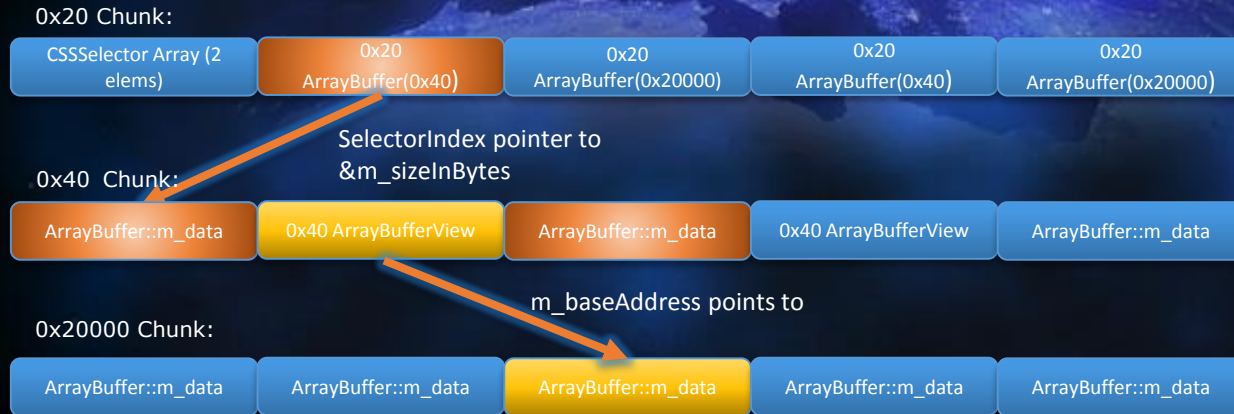 0x20 Chunk:
CSSSelector Array (2
elems)
0x20
ArrayBuffer(0x40)
0x20
ArrayBuffer(0x20000)
0x20
ArrayBuffer(0x40)
0x20
ArrayBuffer(0x20000)
SelectorIndex pointer to
&m_sizeInBytes
0x40 Chunk:
ArrayBuffer::m_data
0x40 ArrayBufferView
ArrayBuffer::m_data
0x40 ArrayBufferView
ArrayBuffer::m_data
m_baseAddress points to
0x20000 Chunk:
ArrayBuffer::m_data
ArrayBuffer::m_data
ArrayBuffer::m_data
ArrayBuffer::m_data
ArrayBuffer::m_data